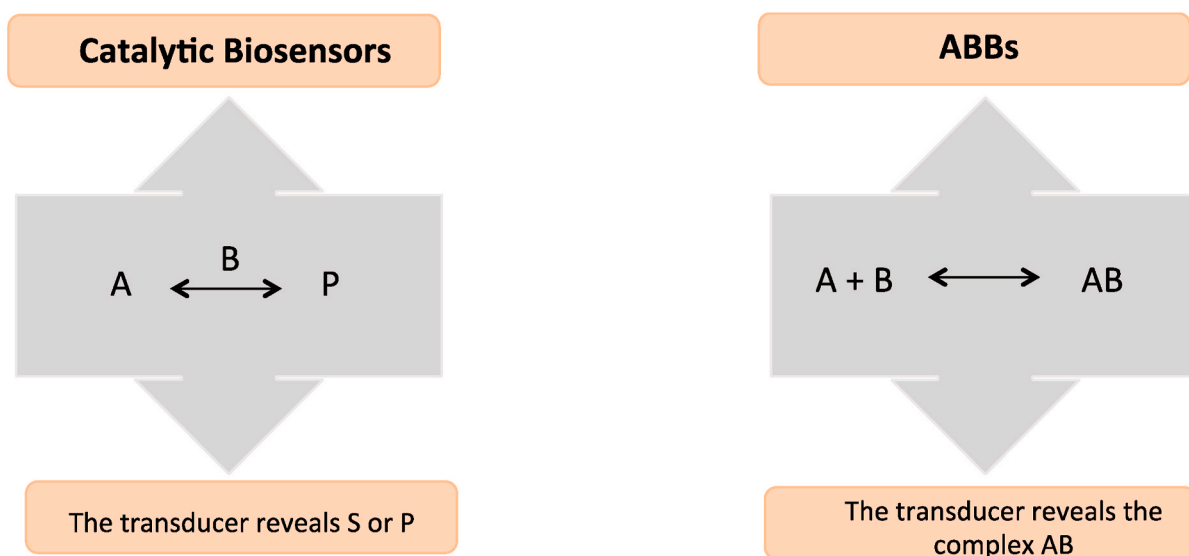 Catalytic Biosensors
ABBs
B
A ↔ P
A + B ↔ AB
The transducer reveals S or P
The transducer reveals the
complex AB